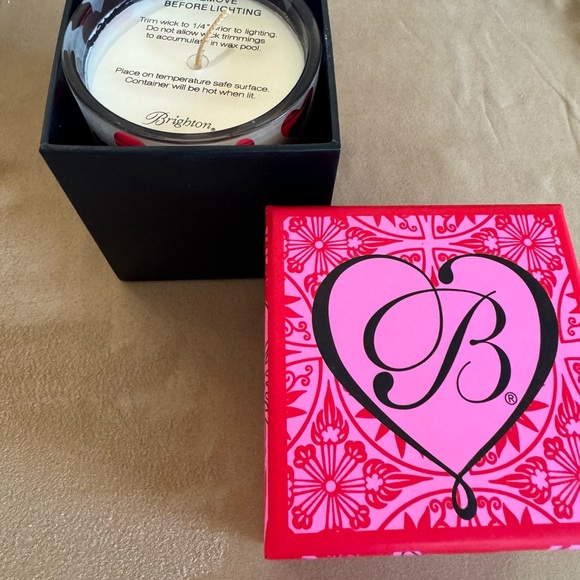 BEFORE LIGHTING
Trim wick to 1/4" prior to lighting.
Do not allow wick trimmings
to accumulate in wax pool.
Place on temperature safe surface.
Container will be hot when lit.
Brighton®
B®